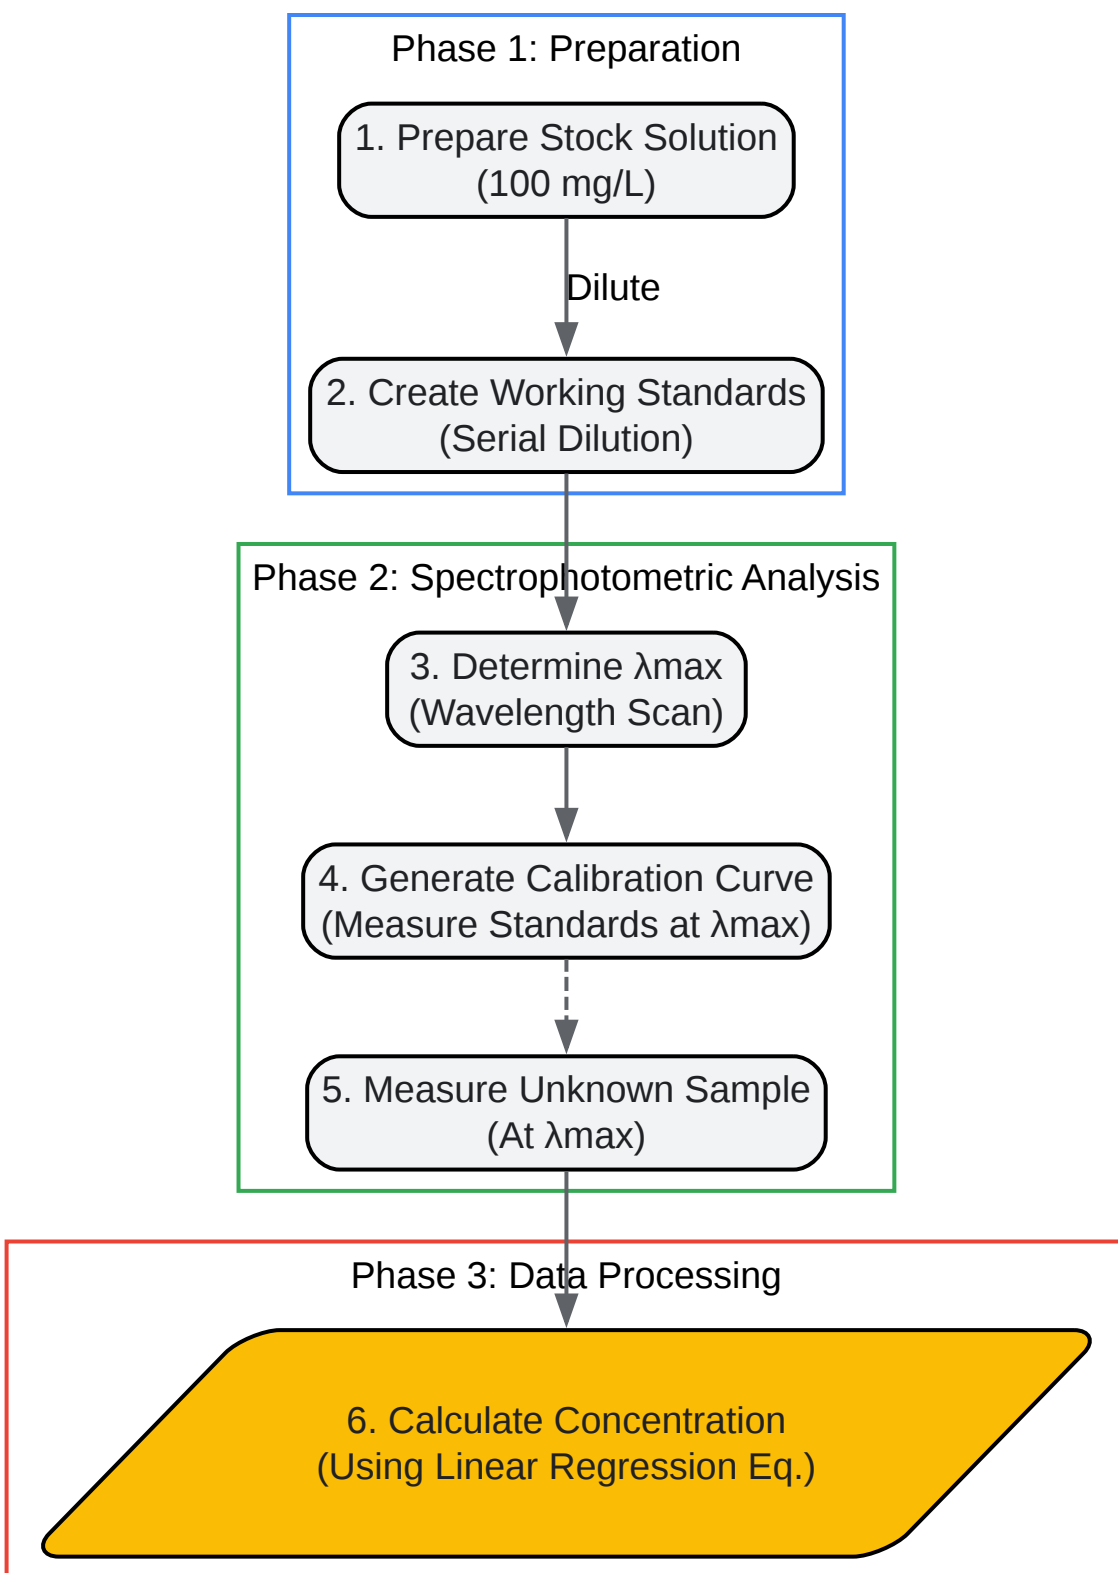 Phase 1: Preparation
1. Prepare Stock Solution
(100 mg/L)
Dilute
2. Create Working Standards
(Serial Dilution)
Phase 2: Spectrophotometric Analysis
3. Determine λmax
(Wavelength Scan)
4. Generate Calibration Curve
(Measure Standards at λmax)
5. Measure Unknown Sample
(At λmax)
Phase 3: Data Processing
6. Calculate Concentration
(Using Linear Regression Eq.)